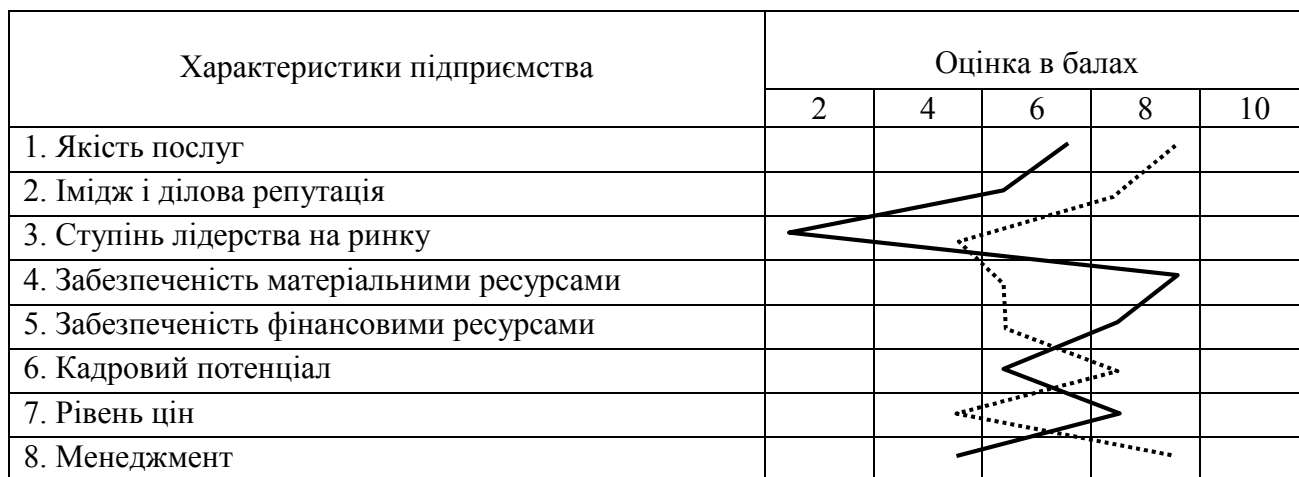 Характеристики підприємства
Оцінка в балах
2 4 6 8 10
1. Якість послуг
2. Імідж і ділова репутація
3. Ступінь лідерства на ринку
4. Забезпеченість матеріальними ресурсами
5. Забезпеченість фінансовими ресурсами
6. Кадровий потенціал
7. Рівень цін
8. Менеджмент